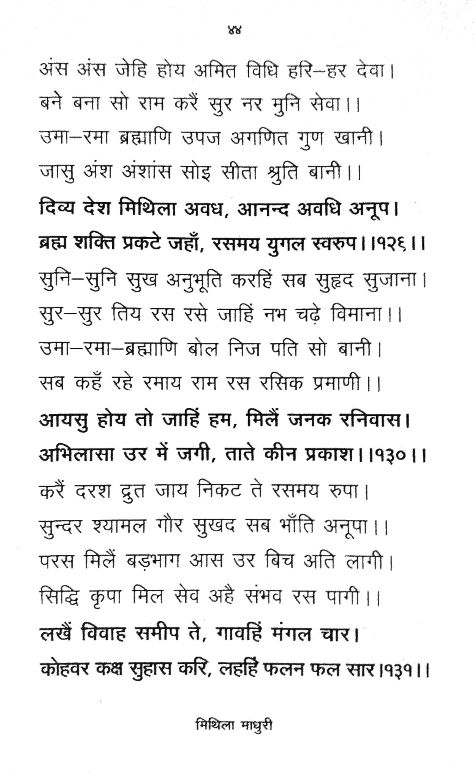 ४४
अंस अंस जेहि होय अमित विधि हरि–हर देवा।
बने बना सो राम करैं सुर नर मुनि सेवा।।
उमा–रमा ब्रह्माणि उपज अगणित गुण खानी।
जासु अंश अंशांस सोइ सीता श्रुति बानी।।
दिव्य देश मिथिला अवध, आनन्द अवधि अनूप।
ब्रह्म शक्ति प्रकटे जहाँ, रसमय युगल स्वरुप।।१२६।।
सुनि–सुनि सुख अनुभूति करहिं सब सुहृद सुजाना।
सुर–सुर तिय रस रसे जाहिं नभ चढ़े विमाना।।
उमा–रमा–ब्रह्माणि बोल निज पति सो बानी।
सब कहँ रहे रमाय राम रस रसिक प्रमाणी।।
आयसु होय तो जाहिं हम, मिलैं जनक रनिवास।
अभिलासा उर में जगी, ताते कीन प्रकाश।।१३०।।
करैं दरश द्रुत जाय निकट ते रसमय रुपा।
सुन्दर श्यामल गौर सुखद सब भाँति अनूपा।।
परस मिलैं बड़भाग आस उर बिच अति लागी।
सिद्धि कृपा मिल सेव अहै संभव रस पागी।।
लखैं विवाह समीप ते, गावहिं मंगल चार।
कोहवर कक्ष सुहास करि, लहहिं फलन फल सार।१३१।।
मिथिला माधुरी